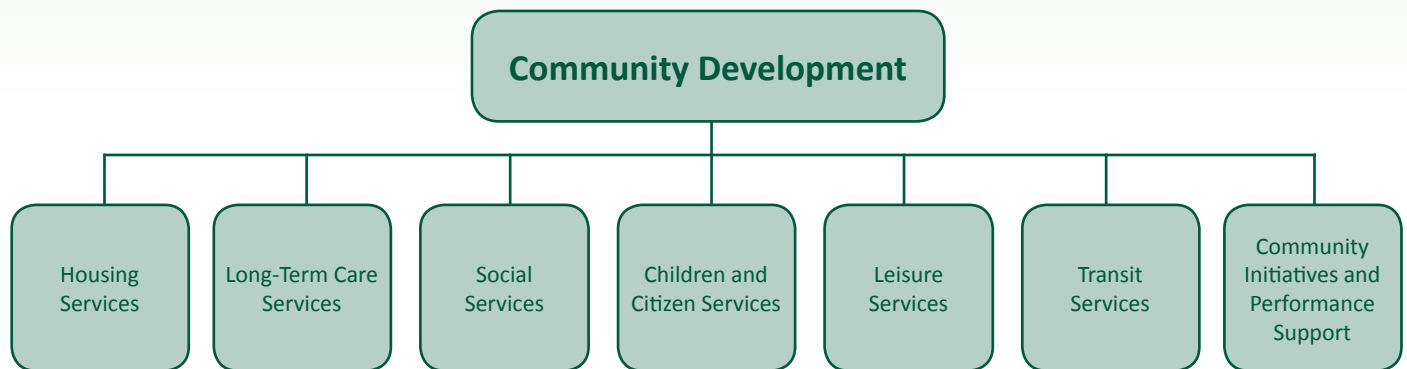 Community Development
Housing
Services
Long-Term Care
Services
Social
Services
Children and
Citizen Services
Leisure
Services
Transit
Services
Community
Initiatives and
Performance
Support